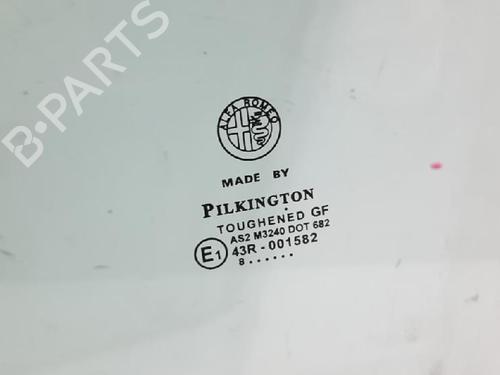 B-PARTS
ALFA ROMEO
MADE BY
PILKINGTON
TOUGHENED GF
AS2 M3240 DOT 682
E1 43R-001582
8......